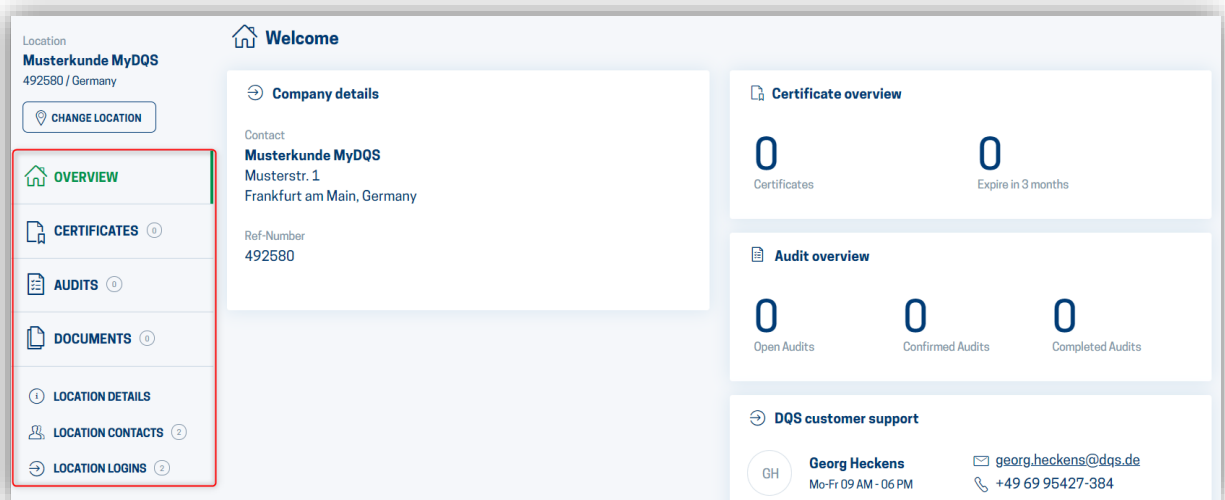 Location
Musterkunde MyDQS
492580 / Germany
CHANGE LOCATION
OVERVIEW
CERTIFICATES 0
AUDITS 0
DOCUMENTS 0
LOCATION DETAILS
LOCATION CONTACTS 2
LOCATION LOGINS 2
Welcome
Company details
Contact
Musterkunde MyDQS
Musterstr. 1
Frankfurt am Main, Germany
Ref-Number
492580
Certificate overview
0 0
Certificates Expire in 3 months
Audit overview
0 0 0
Open Audits Confirmed Audits Completed Audits
DQS customer support
GH
Georg Heckens
Mo-Fr 09 AM - 06 PM
georg.heckens@dqs.de
+49 69 95427-384